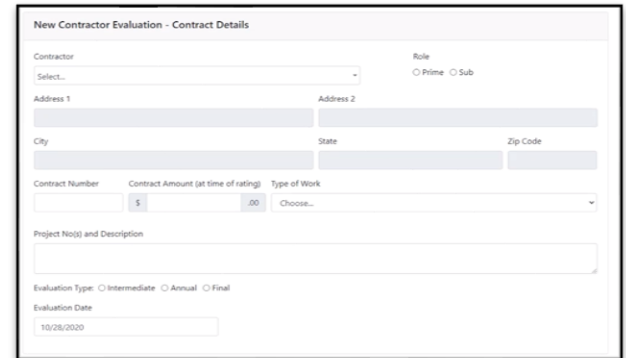 New Contractor Evaluation - Contract Details
Contractor Role
Select... Prime Sub
Address 1 Address 2
City State Zip Code
Contract Number Contract Amount (at time of rating) Type of Work
$ .00 Choose...
Project No(s) and Description
Evaluation Type: Intermediate Annual Final
Evaluation Date
10/28/2020